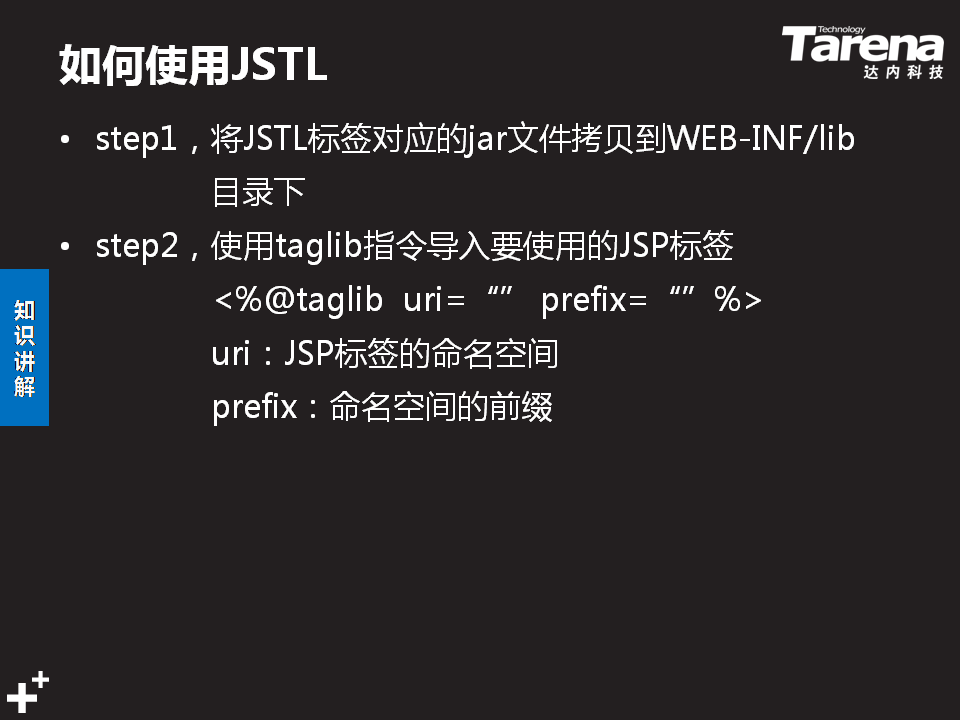 如何使用JSTL
Technology
Tarena
达内科技
• step1，将JSTL标签对应的jar文件拷贝到WEB-INF/lib
目录下
• step2，使用taglib指令导入要使用的JSP标签
<%@taglib uri=“” prefix=“”%>
uri：JSP标签的命名空间
prefix：命名空间的前缀
知识讲解